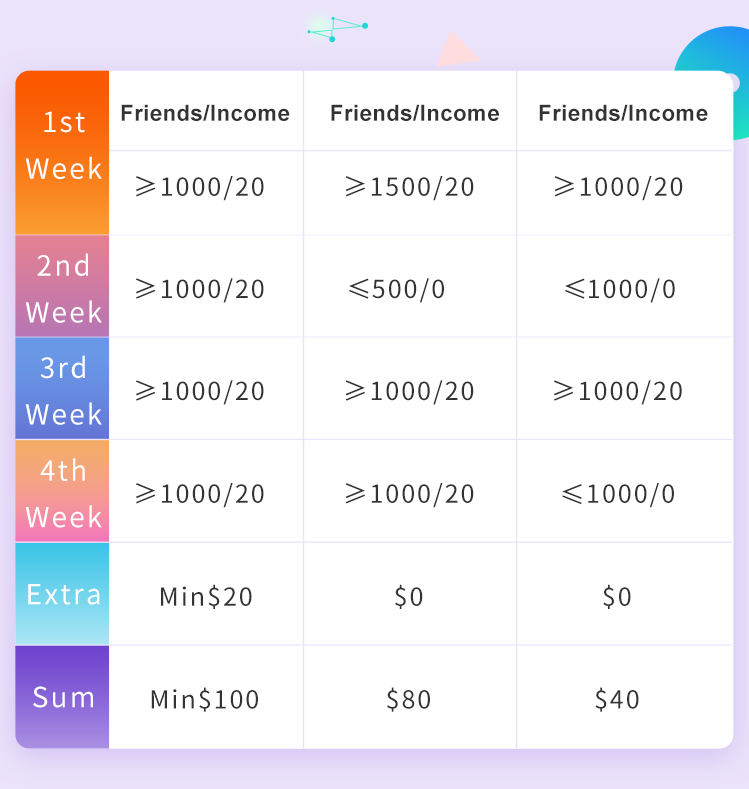 1st Week
Friends/Income Friends/Income Friends/Income
⩾1000/20 ⩾1500/20 ⩾1000/20
2nd Week
⩾1000/20 ⩽500/0 ⩽1000/0
3rd Week
⩾1000/20 ⩾1000/20 ⩾1000/20
4th Week
⩾1000/20 ⩾1000/20 ⩽1000/0
Extra Min$20 $0 $0
Sum Min$100 $80 $40